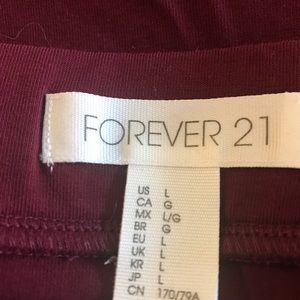 FOREVER 21
US L
CA G
MX L/G
BR G
EU L
UK L
KR L
JP L
CN 170/79A